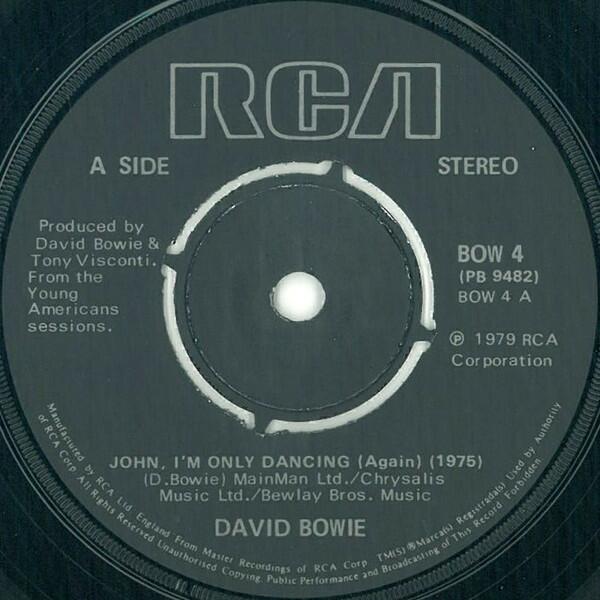 RCA
A SIDE
STEREO
Produced by
David Bowie &
Tony Visconti.
From the
Young
Americans
sessions.
BOW 4
(PB 9482)
BOW 4 A
℗ 1979 RCA
Corporation
JOHN, I'M ONLY DANCING (Again) (1975)
(D.Bowie) MainMan Ltd./Chrysalis
Music Ltd./Bewlay Bros. Music
DAVID BOWIE
Manufactured by RCA Ltd. England From Master Recordings of RCA Corp TM(S)®Marca(s) Registrada(s) Used by Authority
of RCA Corp All Rights Reserved Unauthorised Copying, Public Performance and Broadcasting of This Record Forbidden.